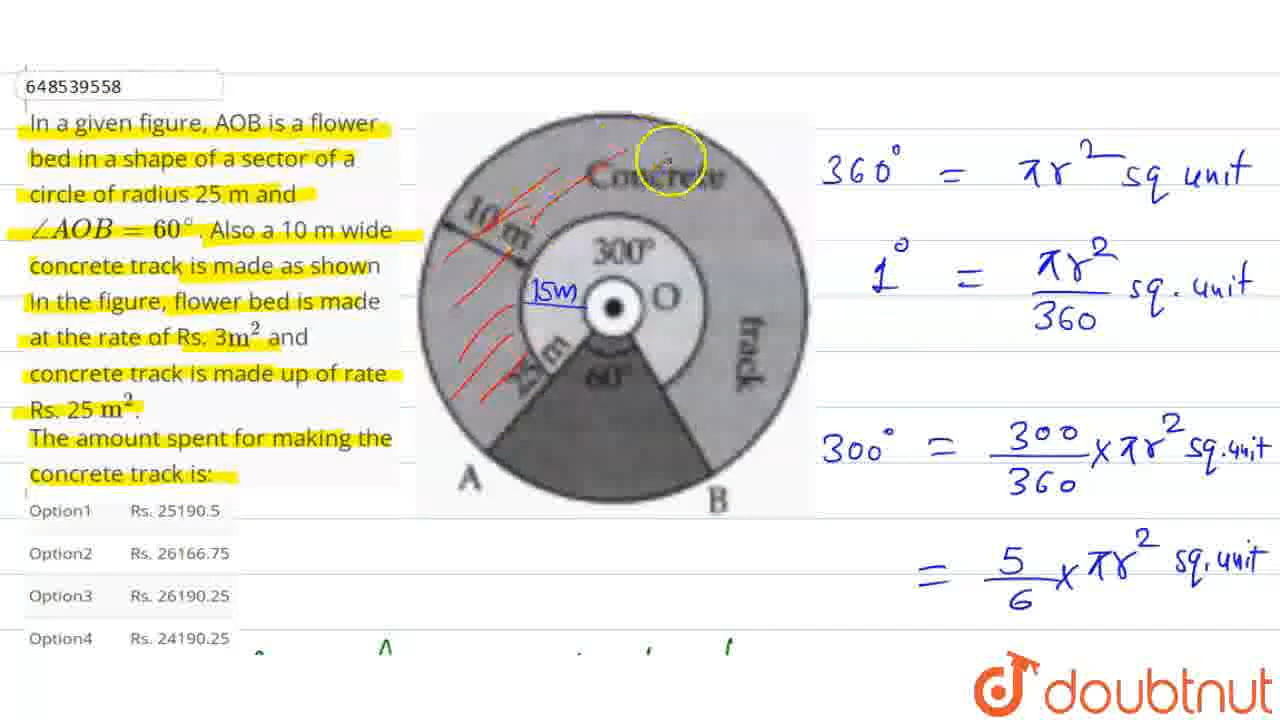 648539558
In a given figure, AOB is a flower
bed in a shape of a sector of a
circle of radius 25 m and
∠AOB = 60°. Also a 10 m wide
concrete track is made as shown
In the figure, flower bed is made
at the rate of Rs. 3m² and
concrete track is made up of rate
Rs. 25 m².
The amount spent for making the
concrete track is:
Option1 Rs. 25190.5
Option2 Rs. 26166.75
Option3 Rs. 26190.25
Option4 Rs. 24190.25
Concrete
10 m
300°
15m
O
track
25 m
60°
A
B
360° = πr² sq unit
1° = πr²/360 sq. unit
300° = 300/360 × πr² sq. unit
= 5/6 × πr² sq. unit
doubtnut